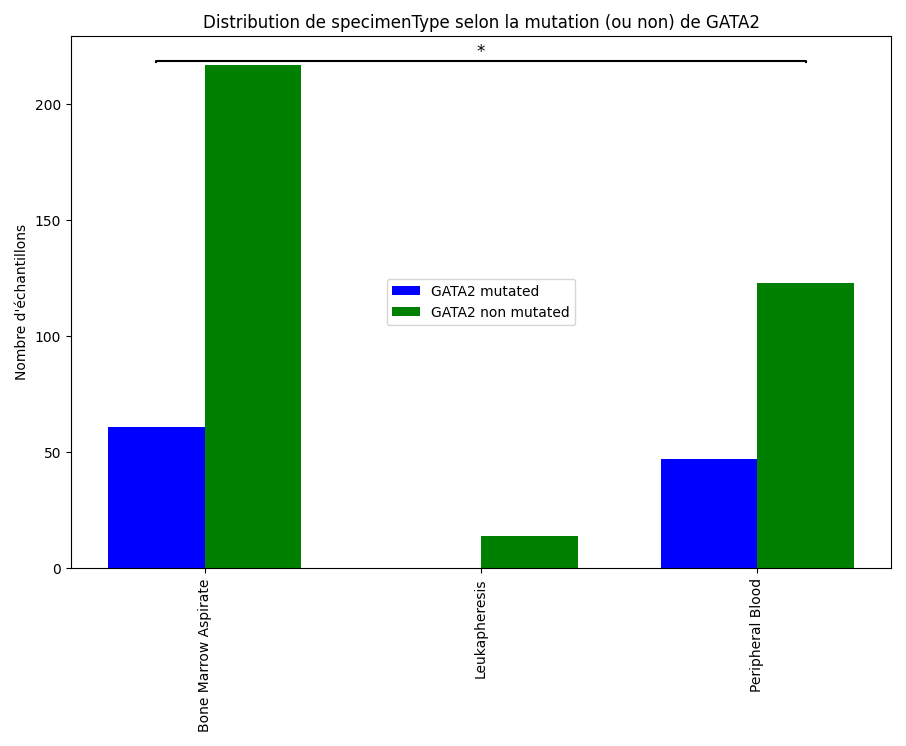 Distribution de specimenType selon la mutation (ou non) de GATA2
*
200
150
100
50
0
Nombre d'échantillons
GATA2 mutated
GATA2 non mutated
Bone Marrow Aspirate
Leukapheresis
Peripheral Blood